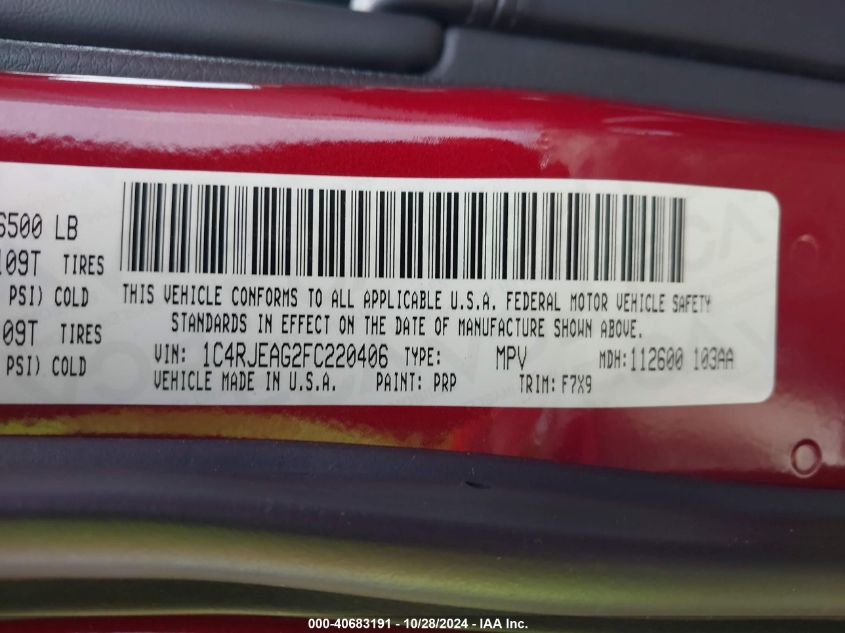 6500 LB
109T TIRES
PSI) COLD
09T TIRES
PSI) COLD
THIS VEHICLE CONFORMS TO ALL APPLICABLE U.S.A. FEDERAL MOTOR VEHICLE SAFETY
STANDARDS IN EFFECT ON THE DATE OF MANUFACTURE SHOWN ABOVE.
VIN: 1C4RJEAG2FC220406 TYPE: MPV MDH: 112600 103AA
VEHICLE MADE IN U.S.A. PAINT: PRP TRIM: F7X9
000-40683191 - 10/28/2024 - IAA Inc.